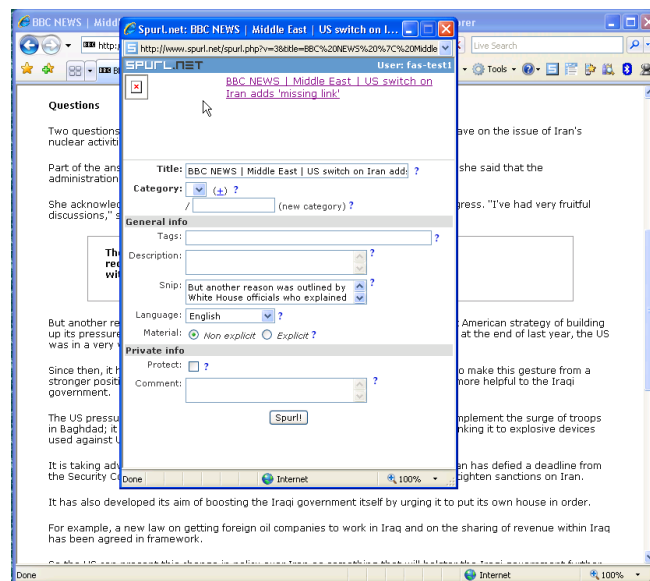 BBC NEWS | Midd
rer
http:
Live Search
Tools
Spurl.net: BBC NEWS | Middle East | US switch on I...
http://www.spurl.net/spurl.php?v=3&title=BBC%20NEWS%20%7C%20Middle
SPURL.NET
User: fas-test1
BBC NEWS | Middle East | US switch on
Iran adds 'missing link'
Title:
BBC NEWS | Middle East | US switch on Iran add:
?
Category:
(+) ?
/
(new category) ?
General info
Tags:
?
Description:
?
Snip:
But another reason was outlined by
White House officials who explained
?
Language:
English
?
Material:
Non explicit
Explicit ?
Private info
Protect:
?
Comment:
?
Spurl!
Done
Internet
100%
Questions
Two questions
ave on the issue of Iran's
nuclear activiti
Part of the ans
she said that the
administration
She acknowled
gress. "I've had very fruitful
discussions," s
Th
rec
wit
But another re
American strategy of building
up its pressure
at the end of last year, the US
was in a very
Since then, it h
o make this gesture from a
stronger positi
more helpful to the Iraqi
government.
The US pressu
mplement the surge of troops
in Baghdad; it
nking it to explosive devices
used against U
It is taking adv
an has defied a deadline from
the Security Co
tighten sanctions on Iran.
It has also developed its aim of boosting the Iraqi government itself by urging it to put its own house in order.
For example, a new law on getting foreign oil companies to work in Iraq and on the sharing of revenue within Iraq
has been agreed in framework.
Done
Internet
100%